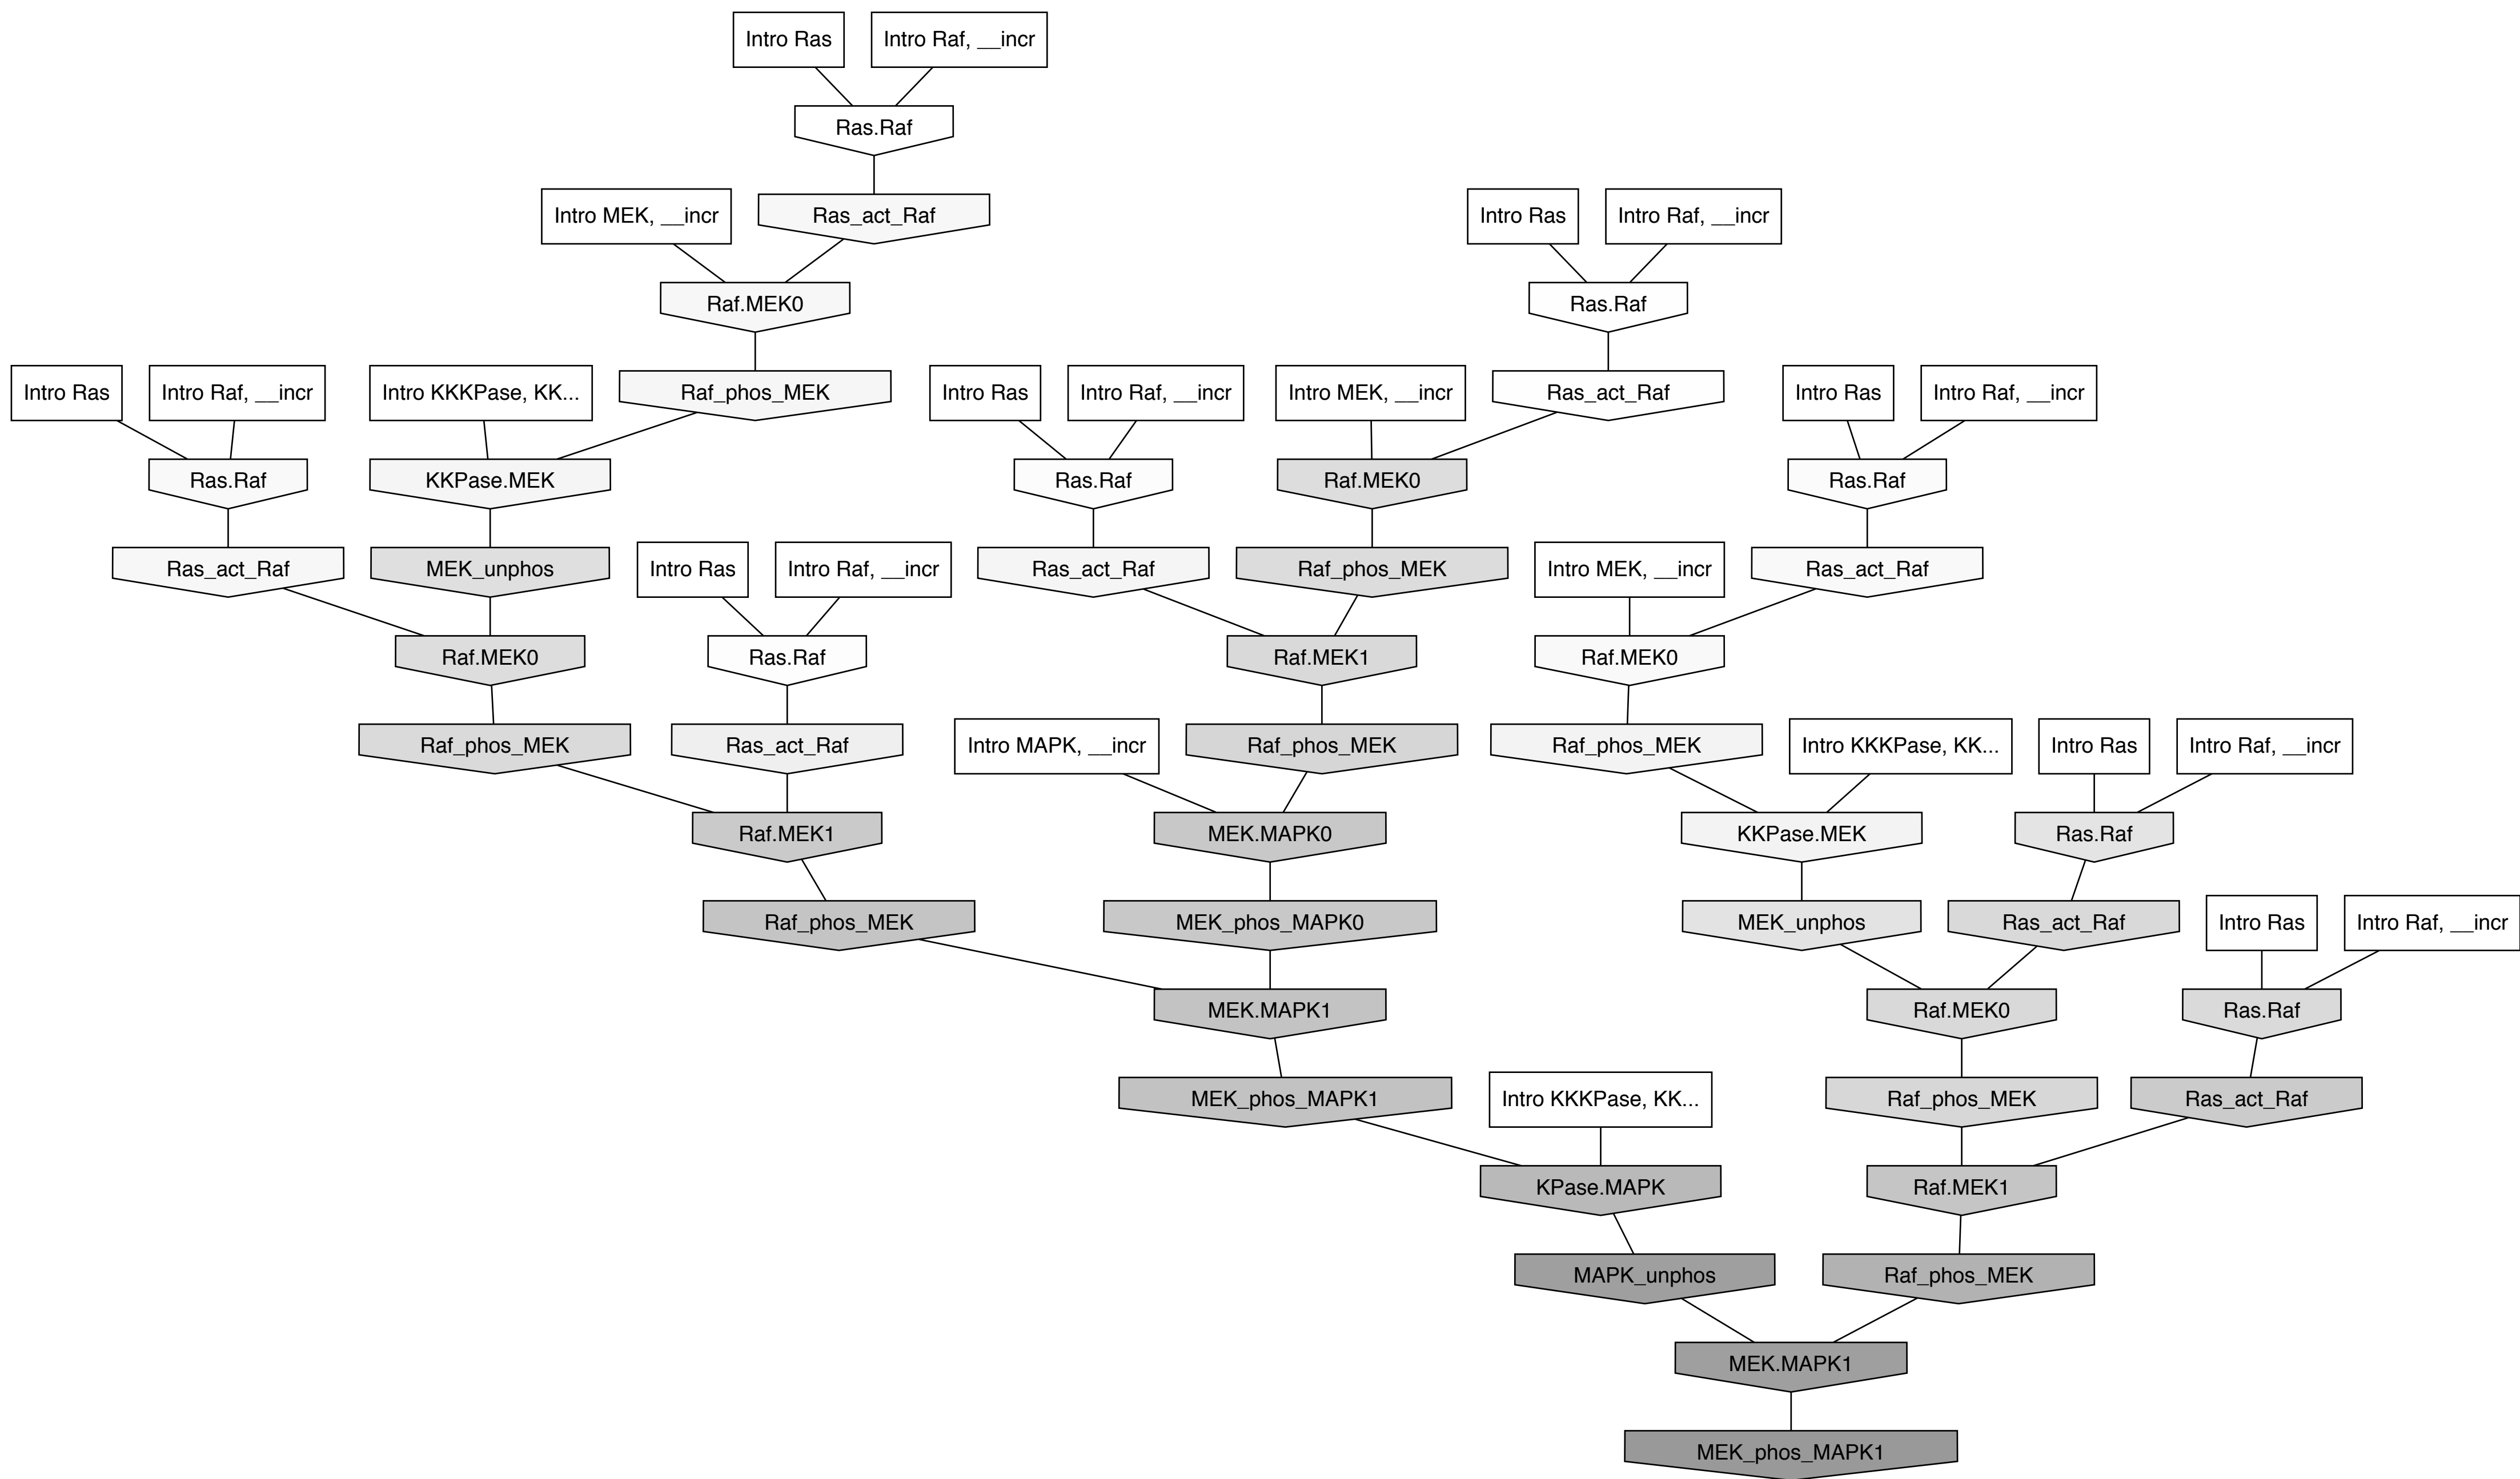 Intro Ras
Intro Raf, __incr
Ras.Raf
Intro MEK, __incr
Ras_act_Raf
Intro Ras
Intro Raf, __incr
Raf.MEK0
Ras.Raf
Intro Ras
Intro Raf, __incr
Intro KKKPase, KK...
Raf_phos_MEK
Intro Ras
Intro Raf, __incr
Intro MEK, __incr
Ras_act_Raf
Intro Ras
Intro Raf, __incr
Ras.Raf
KKPase.MEK
Ras.Raf
Raf.MEK0
Ras.Raf
Ras_act_Raf
MEK_unphos
Intro Ras
Intro Raf, __incr
Ras_act_Raf
Raf_phos_MEK
Intro MEK, __incr
Ras_act_Raf
Raf.MEK0
Ras.Raf
Raf.MEK1
Raf.MEK0
Raf_phos_MEK
Ras_act_Raf
Intro MAPK, __incr
Raf_phos_MEK
Raf_phos_MEK
Intro KKKPase, KK...
Intro Ras
Intro Raf, __incr
Raf.MEK1
MEK.MAPK0
KKPase.MEK
Ras.Raf
Raf_phos_MEK
MEK_phos_MAPK0
MEK_unphos
Ras_act_Raf
Intro Ras
Intro Raf, __incr
MEK.MAPK1
Raf.MEK0
Ras.Raf
MEK_phos_MAPK1
Intro KKKPase, KK...
Raf_phos_MEK
Ras_act_Raf
KPase.MAPK
Raf.MEK1
MAPK_unphos
Raf_phos_MEK
MEK.MAPK1
MEK_phos_MAPK1